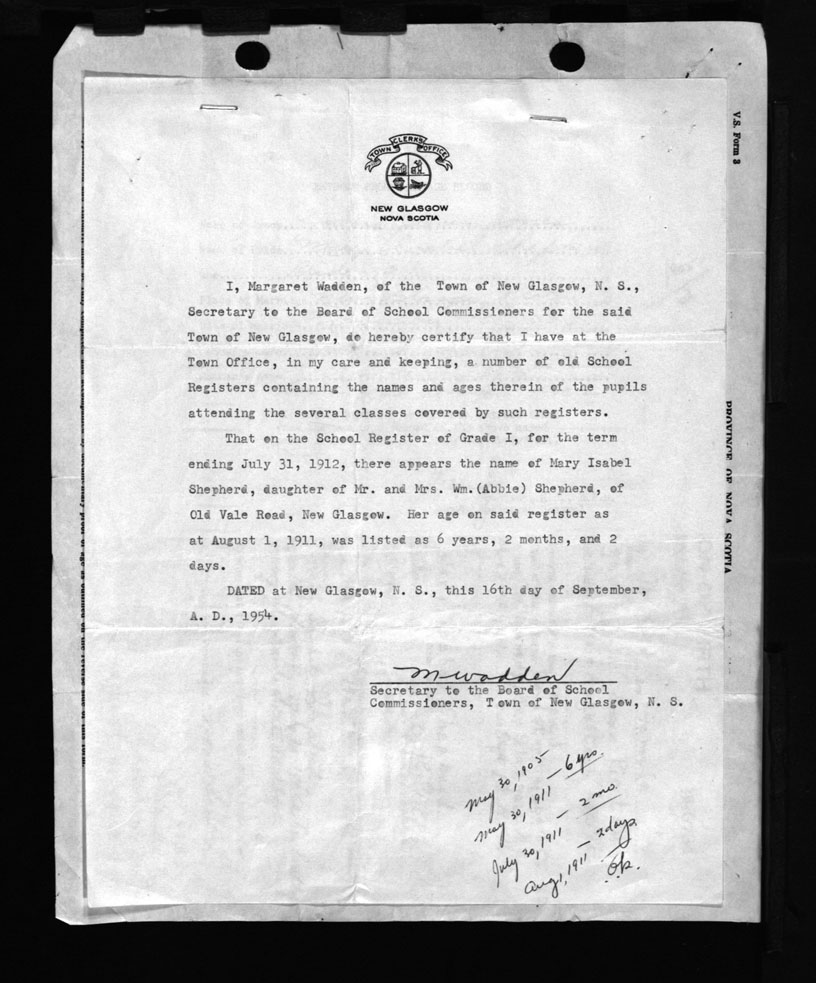 TOWN CLERKS OFFICE
NEW GLASGOW
NOVA SCOTIA
I, Margaret Wadden, of the Town of New Glasgow, N. S.,
Secretary to the Board of School Commissioners for the said
Town of New Glasgow, do hereby certify that I have at the
Town Office, in my care and keeping, a number of old School
Registers containing the names and ages therein of the pupils
attending the several classes covered by such registers.
That on the School Register of Grade I, for the term
ending July 31, 1912, there appears the name of Mary Isabel
Shepherd, daughter of Mr. and Mrs. Wm.(Abbie) Shepherd, of
Old Vale Road, New Glasgow. Her age on said register as
at August 1, 1911, was listed as 6 years, 2 months, and 2
days.
DATED at New Glasgow, N. S., this 16th day of September,
A. D., 1954.
M Wadden
Secretary to the Board of School
Commissioners, T own of New Glasgow, N. S.
May 30, 1905
May 30, 1911 – 6 yrs.
July 30, 1911 – 2 mo.
Aug 1, 1911 – 2 days.
O.k.
V.S. Form 3
PROVINCE OF NOVA SCOTIA